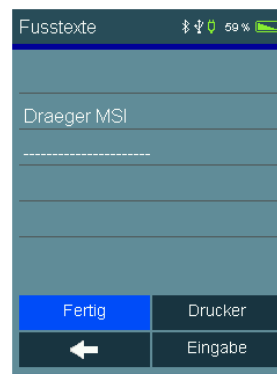 Fusstexte 59 %
Draeger MSI
----------------------
Fertig Drucker
Eingabe